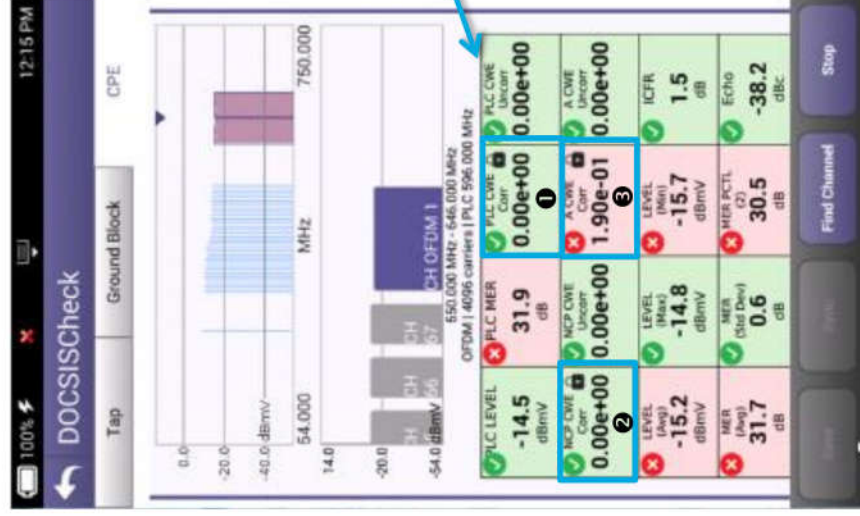 100%
12:15 PM
DOCSISCheck
Tap
Ground Block
CPE
0.0
-20.0
-40.0 dBmV
54.000
MHz
750.000
14.0
-20.0
-54.0 dBmV
CH
CH
66
CH
67
CH OFDM 1
550.000 MHz - 646.000 MHz
OFDM | 4096 carriers | PLC 596.000 MHz
PLC LEVEL
-14.5
dBmV
PLC MER
31.9
dB
PLC CWE
Corr
0.00e+00
❶
PLC CWE
Uncorr
0.00e+00
NCP CWE
Corr
0.00e+00
❷
NCP CWE
Uncorr
0.00e+00
A CWE
Corr
1.90e-01
❸
A CWE
Uncorr
0.00e+00
LEVEL
(Avg)
-15.2
dBmV
LEVEL
(Max)
-14.8
dBmV
LEVEL
(Min)
-15.7
dBmV
ICFR
1.5
dB
MER
(Avg)
31.7
dB
MER
(Std Dev)
0.6
dB
MER PCTL
(2)
30.5
dB
Echo
-38.2
dBc
Find Channel
Stop